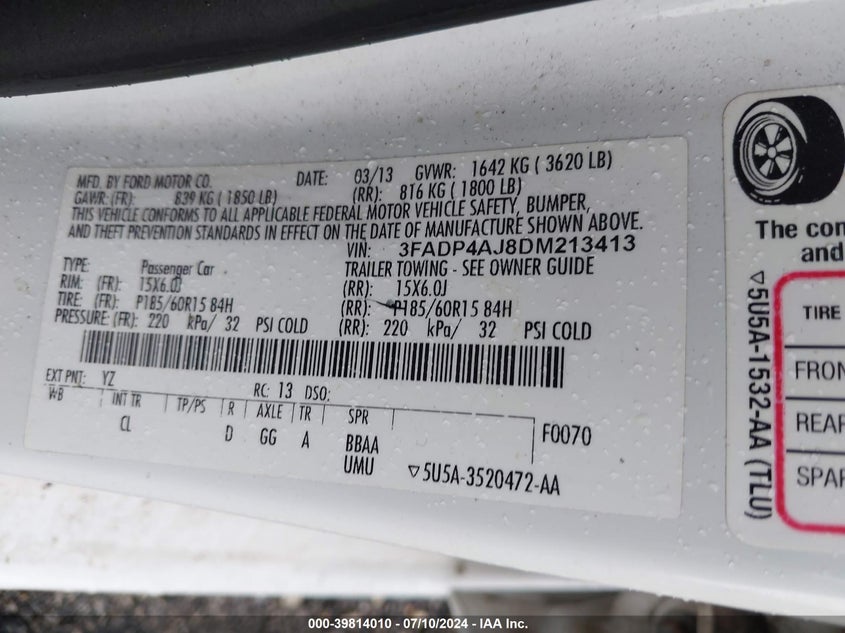 MFD. BY FORD MOTOR CO. DATE: 03/13 GVWR: 1642 KG ( 3620 LB)
GAWR: (FR): 839 KG ( 1850 LB) (RR): 816 KG ( 1800 LB)
THIS VEHICLE CONFORMS TO ALL APPLICABLE FEDERAL MOTOR VEHICLE SAFETY, BUMPER,
AND THEFT PREVENTION STANDARDS IN EFFECT ON THE DATE OF MANUFACTURE SHOWN ABOVE.
VIN: 3FADP4AJ8DM213413
TYPE: Passenger Car TRAILER TOWING - SEE OWNER GUIDE
RIM: (FR): 15X6.0J (RR): 15X6.0J
TIRE: (FR): P185/60R15 84H (RR): P185/60R15 84H
PRESSURE: (FR): 220 kPa/ 32 PSI COLD (RR): 220 kPa/ 32 PSI COLD
EXT PNT: YZ RC: 13 DSO:
WB INT TR TP/PS R AXLE TR SPR
CL D GG A BBAA F0070
UMU ▽5U5A-3520472-AA
The con
and
▽5U5A-1532-AA (TLU)
TIRE
FRON
REAR
SPAR
000-39814010 - 07/10/2024 - IAA Inc.